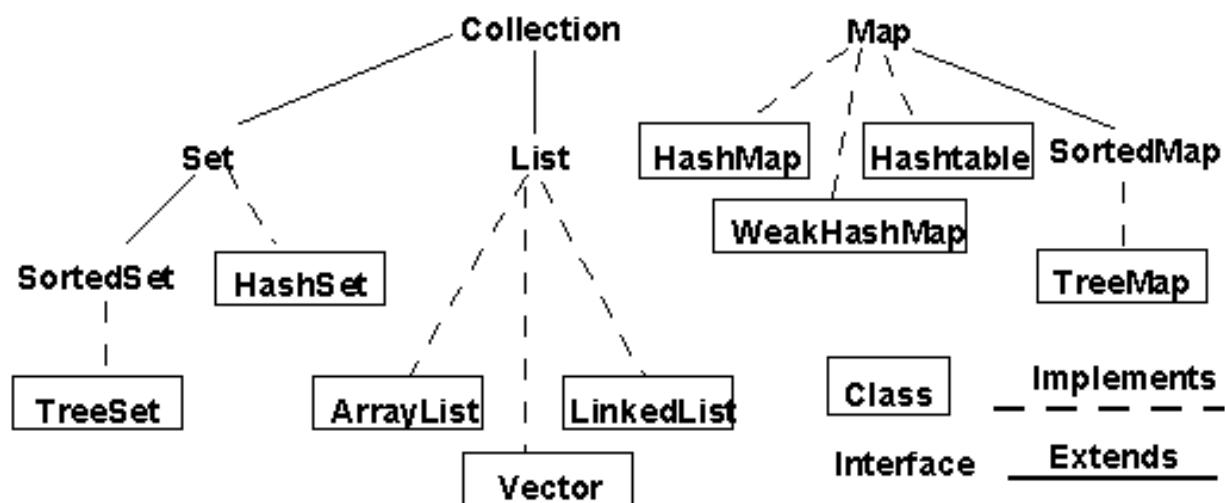 Collection
Map
Set
List
HashMap
Hashtable
SortedMap
WeakHashMap
SortedSet
HashSet
TreeMap
TreeSet
ArrayList
LinkedList
Vector
Class
Implements
Interface
Extends